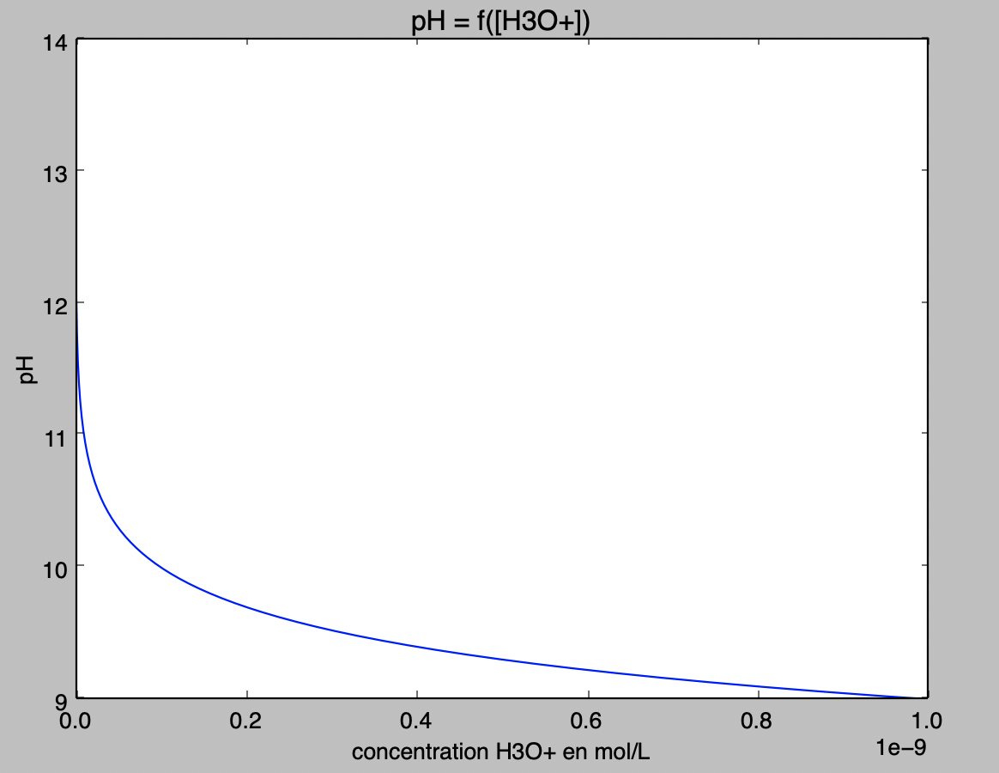 pH = f([H3O+])
14
13
12
11
10
9
pH
0.0 0.2 0.4 0.6 0.8 1.0
1e−9
concentration H3O+ en mol/L